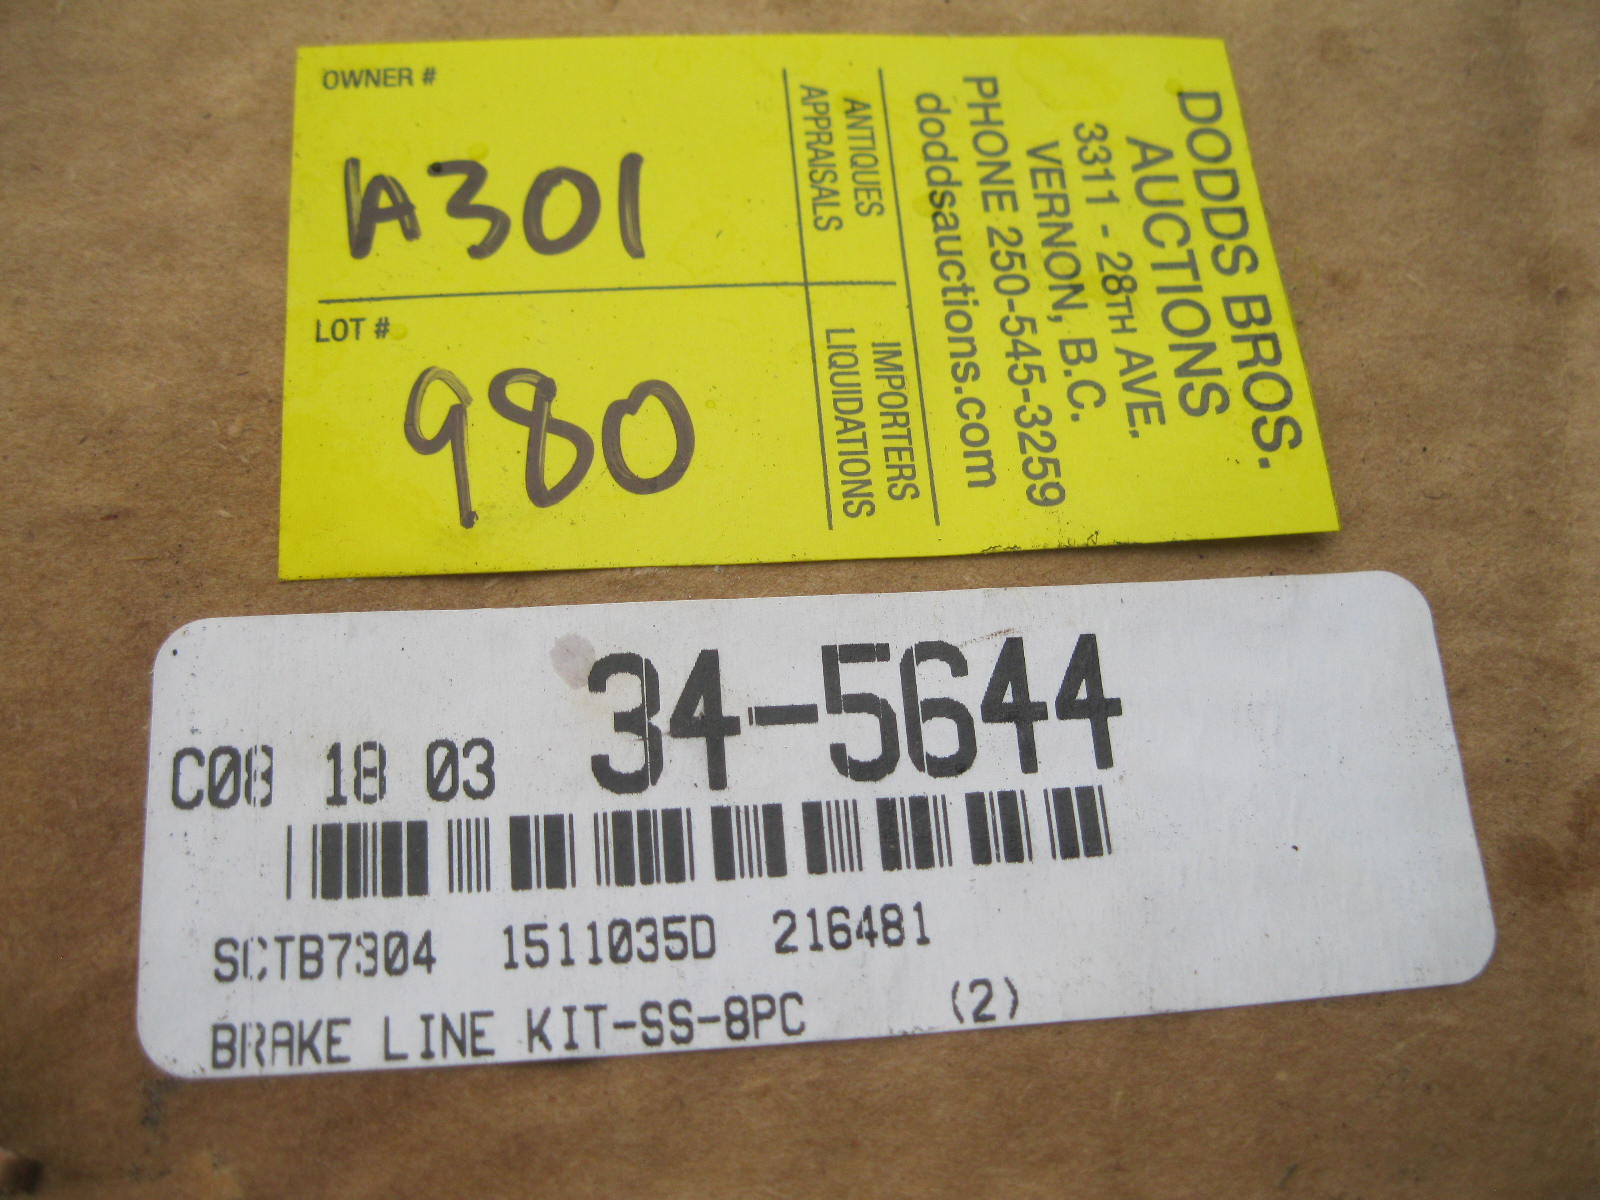 OWNER #
A301
LOT #
980
ANTIQUES
APPRAISALS
IMPORTERS
LIQUIDATIONS
DODDS BROS.
AUCTIONS
3311 - 28TH AVE.
VERNON, B.C.
PHONE 250-545-3259
doddsauctions.com
34-5644
C08 18 03
SCTB7304 1511035D 216481
BRAKE LINE KIT-SS-8PC (2)